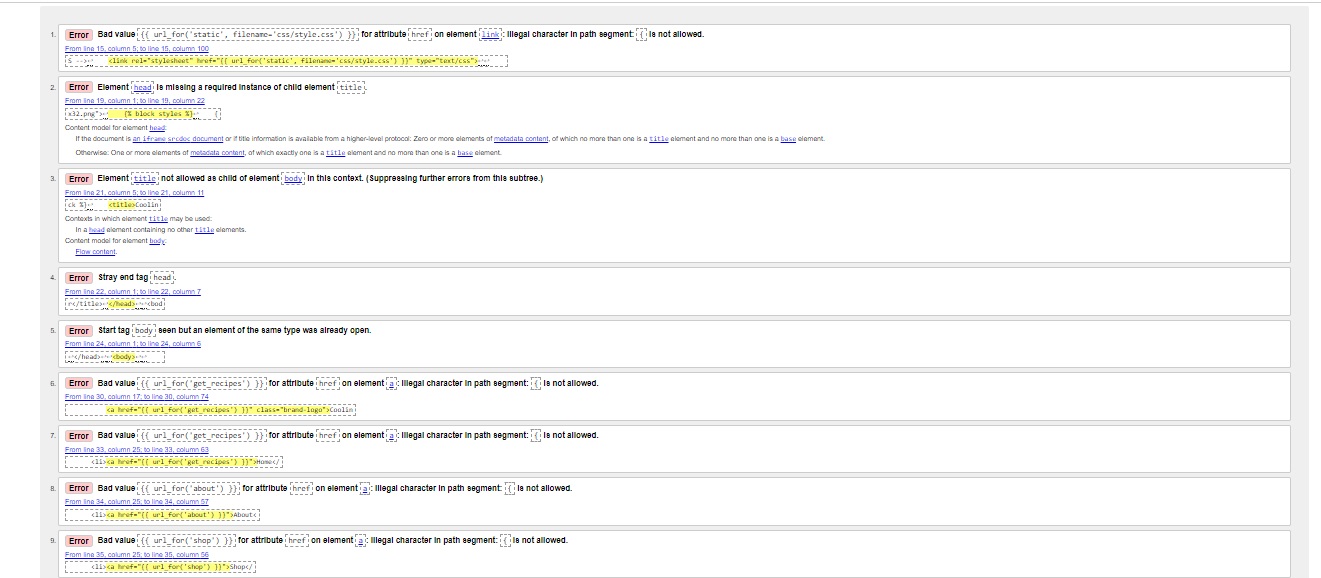 1. Error Bad value {{ url_for('static', filename='css/style.css') }} for attribute href on element link: Illegal character in path segment: { is not allowed.
From line 15, column 5; to line 15, column 100
S -->↩ <link rel="stylesheet" href="{{ url_for('static', filename='css/style.css') }}" type="text/css">↩
2. Error Element head is missing a required instance of child element title.
From line 19, column 1; to line 19, column 22
x32.png">↩ {% block styles %}↩ {
Content model for element head:
If the document is an iframe srcdoc document or if title information is available from a higher-level protocol: Zero or more elements of metadata content, of which no more than one is a title element and no more than one is a base element.
Otherwise: One or more elements of metadata content, of which exactly one is a title element and no more than one is a base element.
3. Error Element title not allowed as child of element body in this context. (Suppressing further errors from this subtree.)
From line 21, column 5; to line 21, column 11
ck %}↩ <title>Coolin
Contexts in which element title may be used:
In a head element containing no other title elements.
Content model for element body:
Flow content.
4. Error Stray end tag head.
From line 22, column 1; to line 22, column 7
r</title>↩</head>↩↩<bod
5. Error Start tag body seen but an element of the same type was already open.
From line 24, column 1; to line 24, column 6
↩</head>↩↩<body>↩
6. Error Bad value {{ url_for('get_recipes') }} for attribute href on element a: Illegal character in path segment: { is not allowed.
From line 30, column 17; to line 30, column 74
<a href="{{ url_for('get_recipes') }}" class="brand-logo">Coolin
7. Error Bad value {{ url_for('get_recipes') }} for attribute href on element a: Illegal character in path segment: { is not allowed.
From line 33, column 25; to line 33, column 63
<li><a href="{{ url_for('get_recipes') }}">Home</
8. Error Bad value {{ url_for('about') }} for attribute href on element a: Illegal character in path segment: { is not allowed.
From line 34, column 25; to line 34, column 57
<li><a href="{{ url_for('about') }}">About<
9. Error Bad value {{ url_for('shop') }} for attribute href on element a: Illegal character in path segment: { is not allowed.
From line 35, column 25; to line 35, column 56
<li><a href="{{ url_for('shop') }}">Shop</